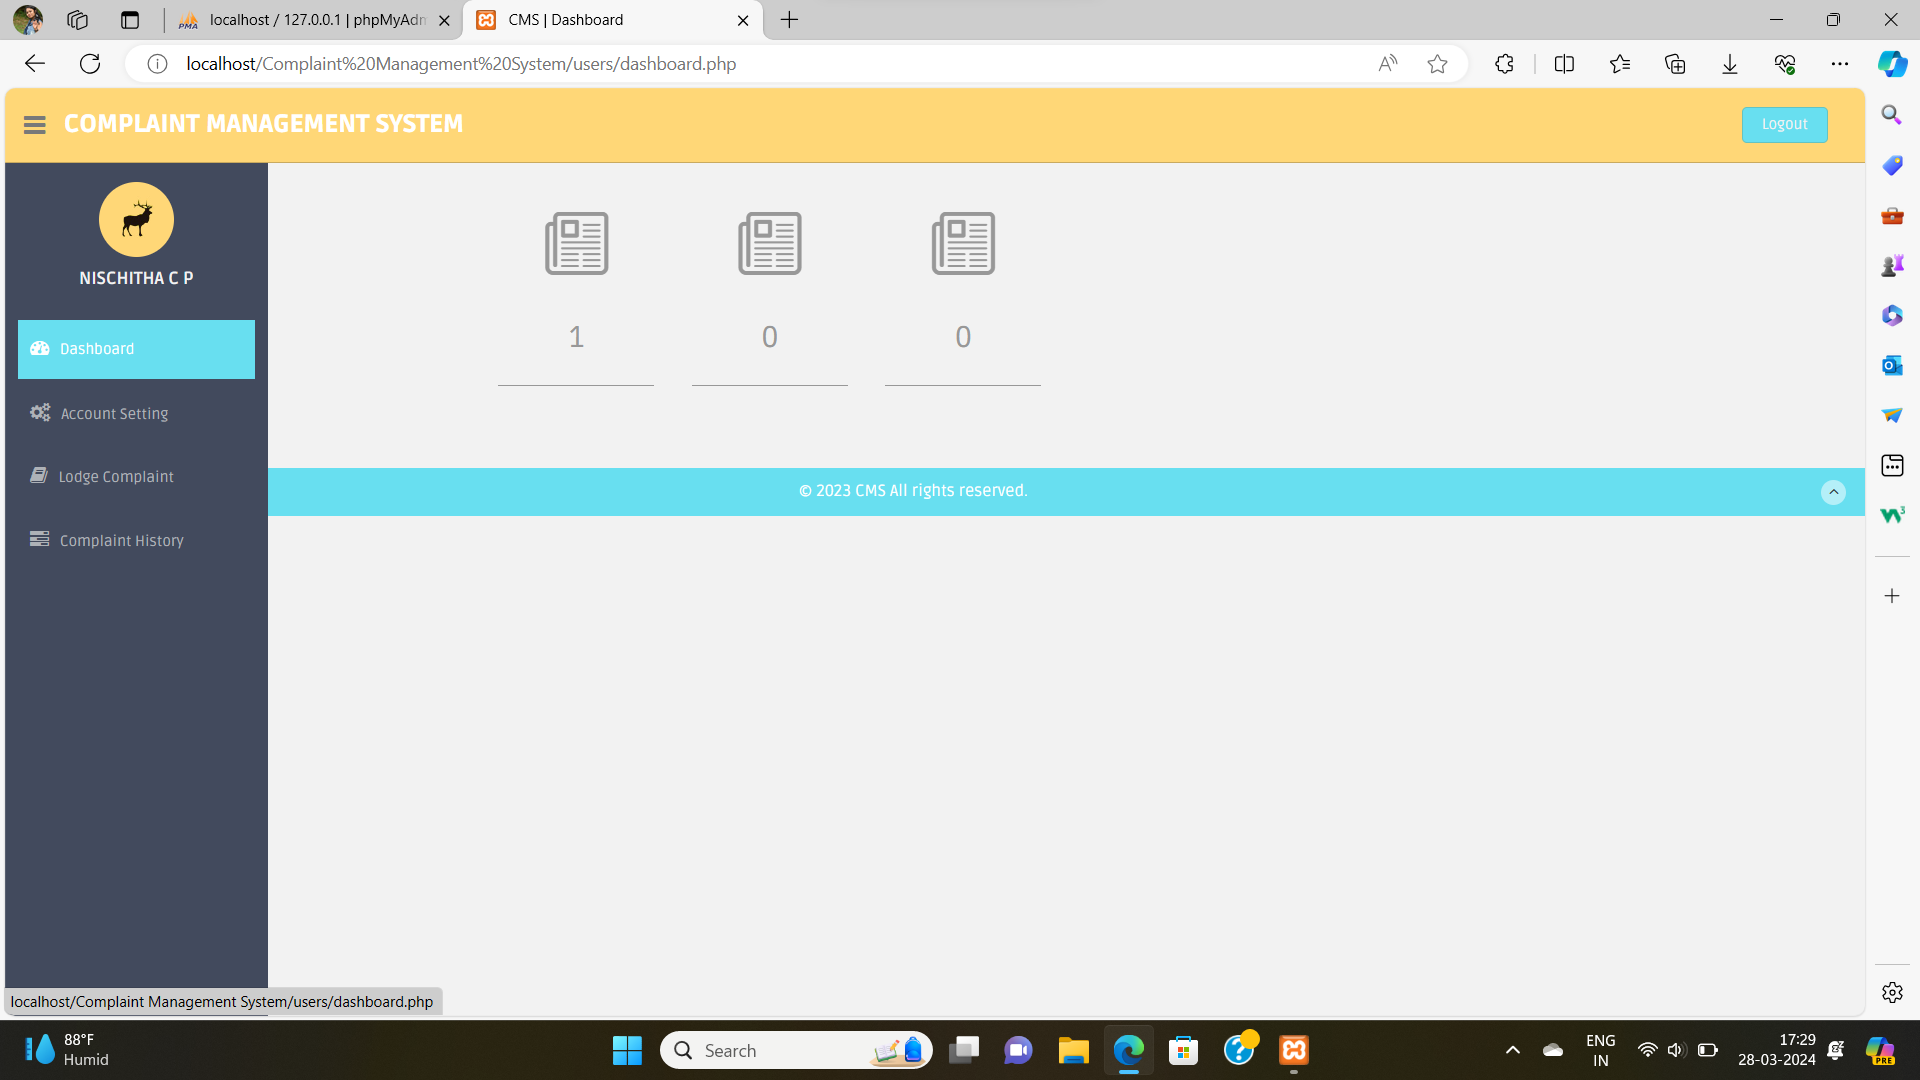 localhost / 127.0.0.1 | phpMyAdm
CMS | Dashboard
localhost/Complaint%20Management%20System/users/dashboard.php
COMPLAINT MANAGEMENT SYSTEM
Logout
NISCHITHA C P
1
0
0
Dashboard
Account Setting
Lodge Complaint
© 2023 CMS All rights reserved.
Complaint History
localhost/Complaint Management System/users/dashboard.php
88°F
Humid
Search
ENG
IN
17:29
28-03-2024
PRE